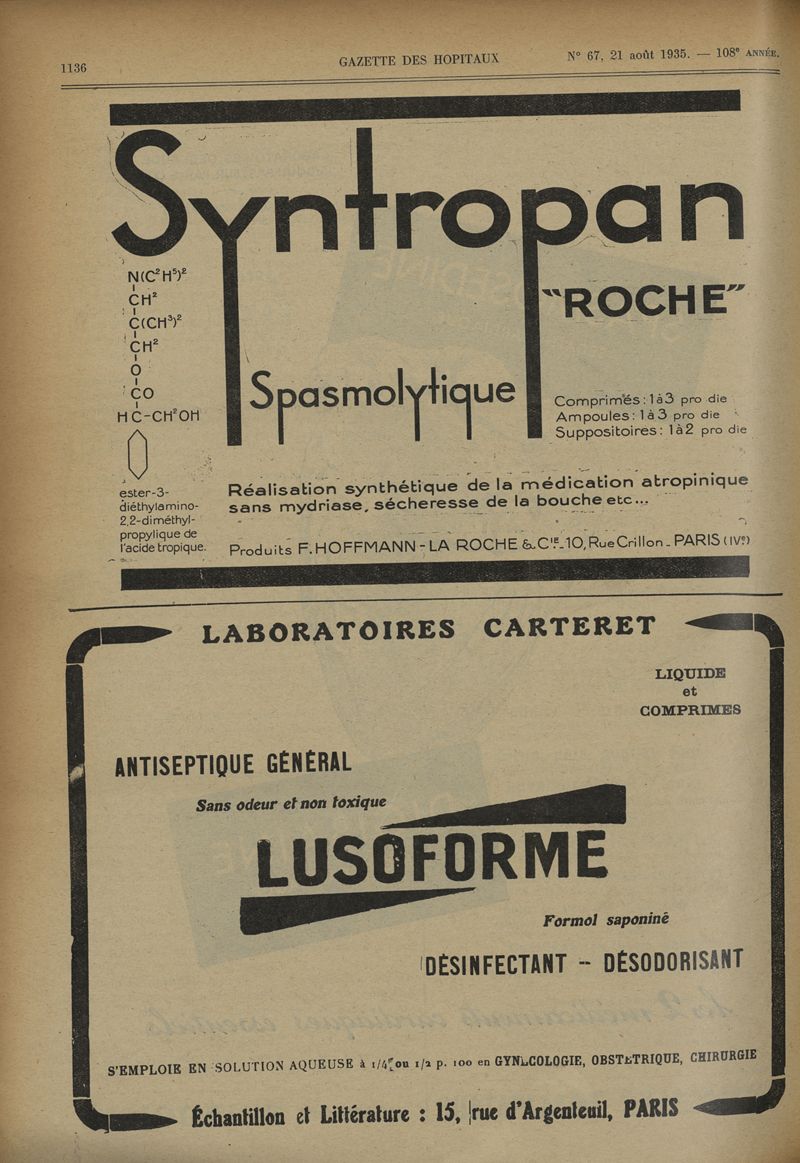 1136
GAZETTE DES HOPITAUX
N° 67, 21 août 1935. — 108e ANNÉE.
Syntropan
"ROCHE"
N(C²H⁵)²
CH²
C(CH³)²
CH²
O
CO
HC-CH²OH
ester-3-
diéthylamino-
2,2-diméthyl-
propylique de
l'acide tropique.
Spasmolytique
Comprimés: 1à3 pro die
Ampoules: 1à3 pro die
Suppositoires: 1à2 pro die
Réalisation synthétique de la médication atropinique
sans mydriase, sécheresse de la bouche etc...
Produits F. HOFFMANN-LA ROCHE & Cie_10, Rue Crillon_PARIS (IVe)
LABORATOIRES CARTERET
LIQUIDE
et
COMPRIMES
ANTISEPTIQUE GÉNÉRAL
Sans odeur et non toxique
LUSOFORME
Formol saponiné
DÉSINFECTANT - DÉSODORISANT
S'EMPLOIE EN SOLUTION AQUEUSE à 1/4 ou 1/2 p. 100 en GYNÉCOLOGIE, OBSTÉTRIQUE, CHIRURGIE
Échantillon et Littérature : 15, rue d'Argenteuil, PARIS